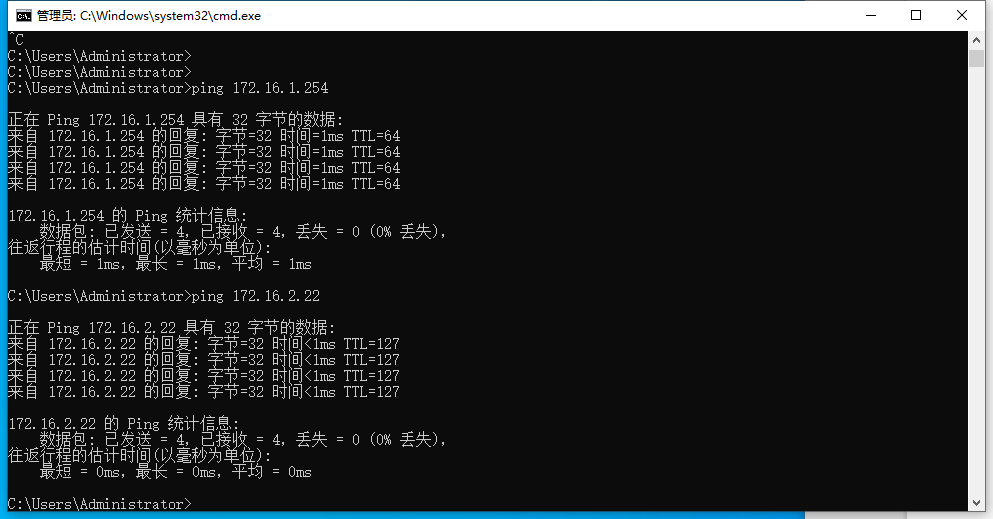 管理员: C:\Windows\system32\cmd.exe
^C
C:\Users\Administrator>
C:\Users\Administrator>
C:\Users\Administrator>ping 172.16.1.254
正在 Ping 172.16.1.254 具有 32 字节的数据:
来自 172.16.1.254 的回复: 字节=32 时间=1ms TTL=64
来自 172.16.1.254 的回复: 字节=32 时间=1ms TTL=64
来自 172.16.1.254 的回复: 字节=32 时间=1ms TTL=64
来自 172.16.1.254 的回复: 字节=32 时间=1ms TTL=64
172.16.1.254 的 Ping 统计信息:
数据包: 已发送 = 4，已接收 = 4，丢失 = 0 (0% 丢失)，
往返行程的估计时间(以毫秒为单位):
最短 = 1ms，最长 = 1ms，平均 = 1ms
C:\Users\Administrator>ping 172.16.2.22
正在 Ping 172.16.2.22 具有 32 字节的数据:
来自 172.16.2.22 的回复: 字节=32 时间<1ms TTL=127
来自 172.16.2.22 的回复: 字节=32 时间<1ms TTL=127
来自 172.16.2.22 的回复: 字节=32 时间<1ms TTL=127
来自 172.16.2.22 的回复: 字节=32 时间<1ms TTL=127
172.16.2.22 的 Ping 统计信息:
数据包: 已发送 = 4，已接收 = 4，丢失 = 0 (0% 丢失)，
往返行程的估计时间(以毫秒为单位):
最短 = 0ms，最长 = 0ms，平均 = 0ms
C:\Users\Administrator>